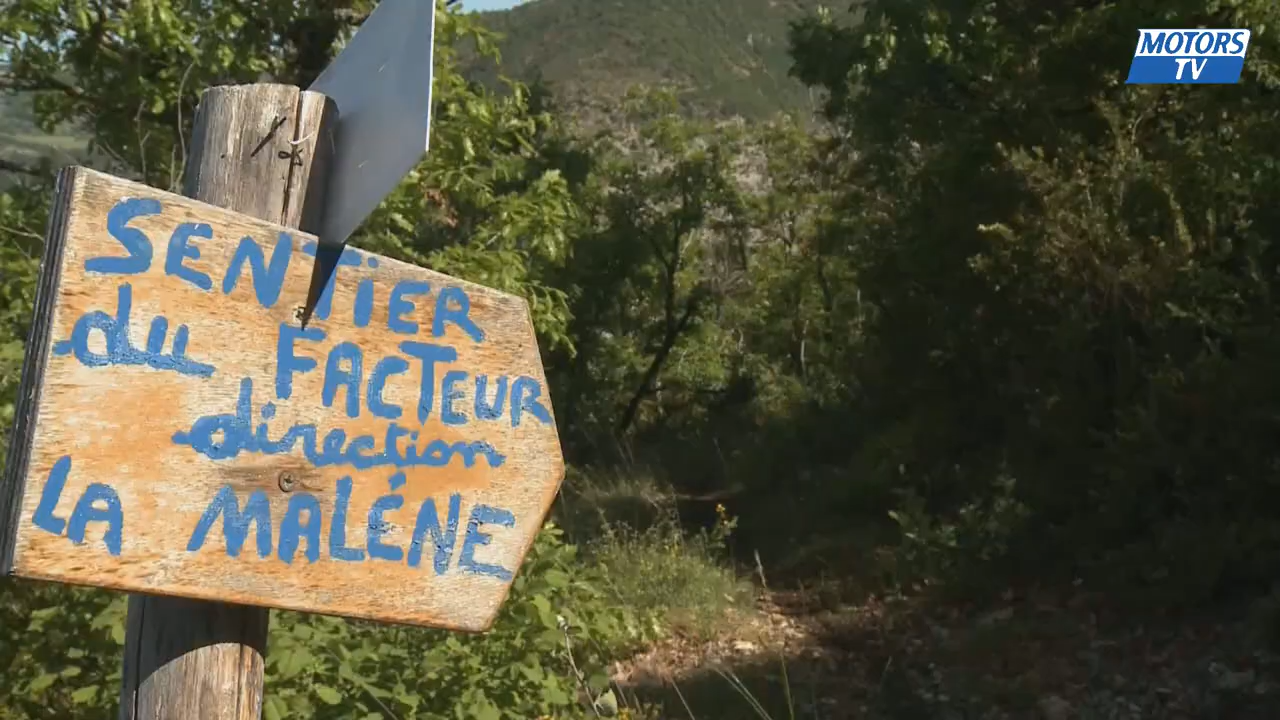 MOTORS
TV
SENTiER
du FACTEUR
direction
LA MALÉNE